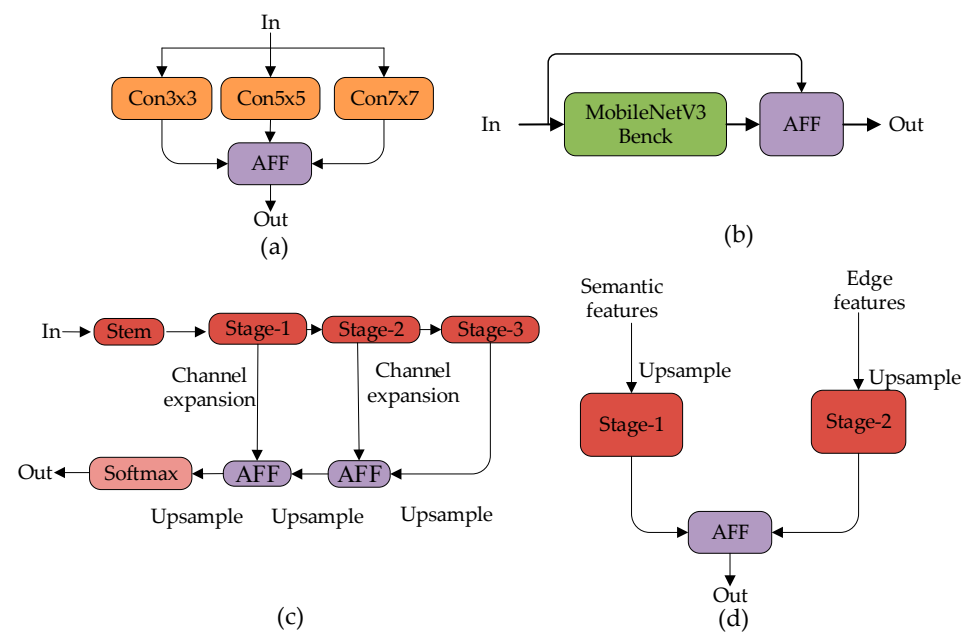 In
Con3x3
Con5x5
Con7x7
AFF
Out
(a)
In
MobileNetV3
Benck
AFF
Out
(b)
In
Stem
Stage-1
Stage-2
Stage-3
Channel
expansion
Channel
expansion
Out
Softmax
AFF
AFF
Upsample
Upsample
Upsample
(c)
Semantic
features
Edge
features
Upsample
Upsample
Stage-1
Stage-2
AFF
Out
(d)